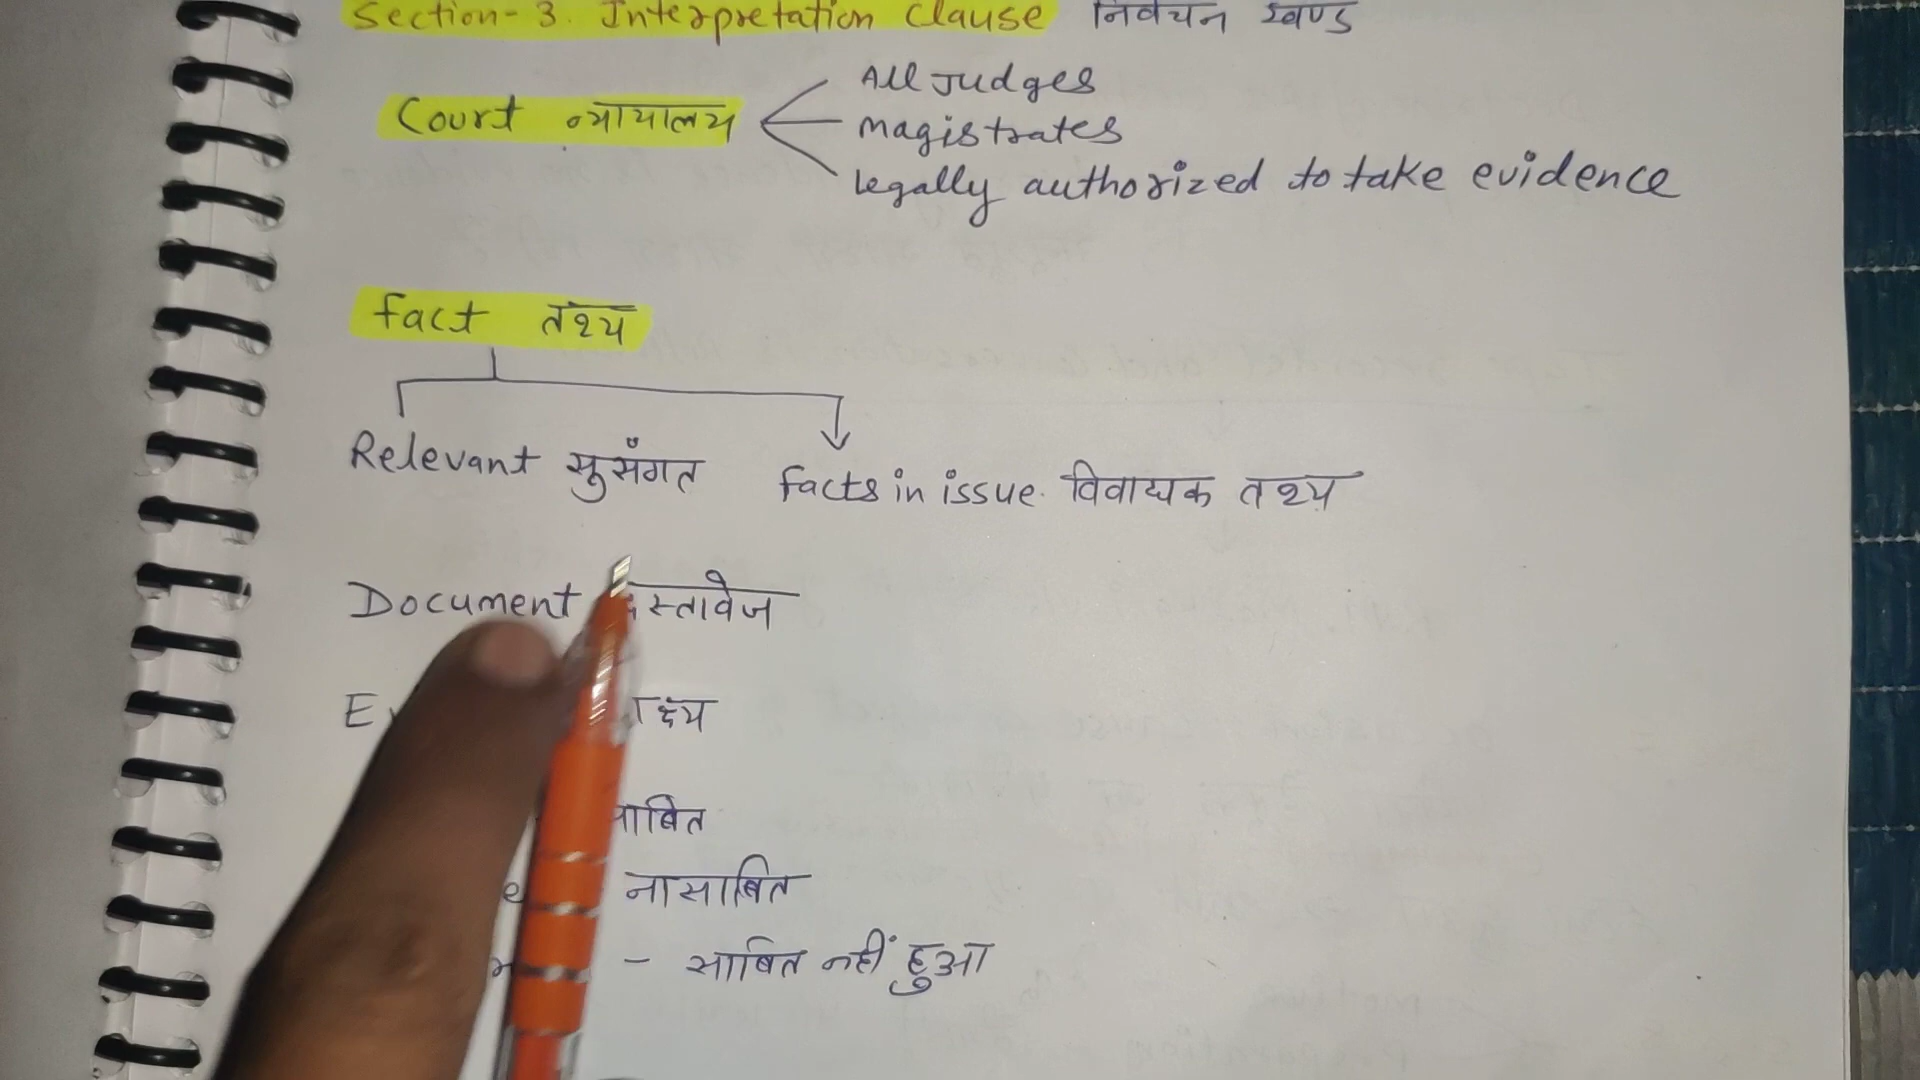 Section-3. Interpretation Clause निर्वचन खण्ड
Court न्यायालय
All Judges
magistrates
legally authorized to take evidence
fact तथ्य
Relevant सुसंगत
facts in issue. विवाद्यक तथ्य
Document दस्तावेज
नासाबित
- साबित नहीं हुआ